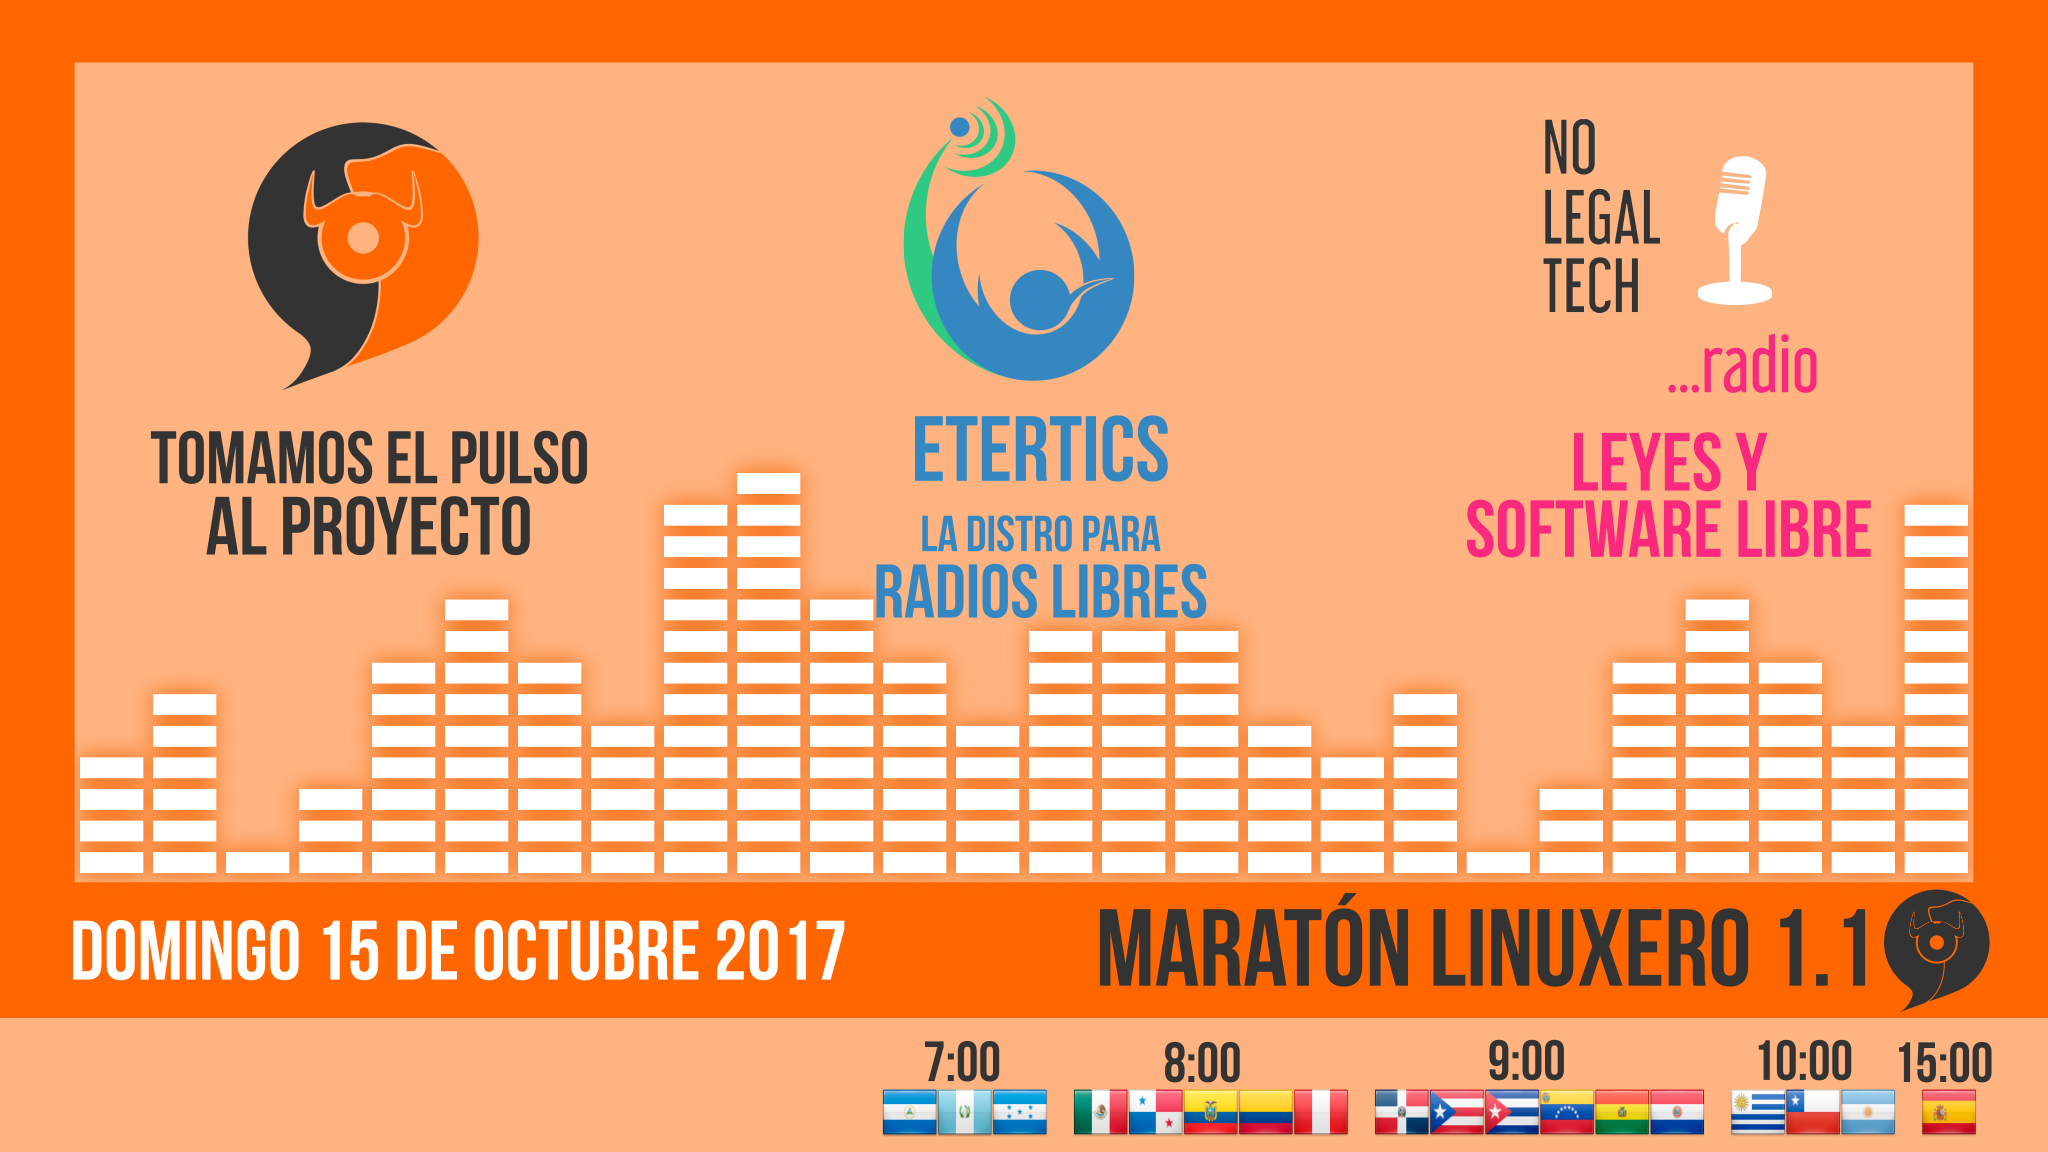 TOMAMOS EL PULSO
AL PROYECTO
ETERTICS
LA DISTRO PARA
RADIOS LIBRES
NO
LEGAL
TECH
...radio
LEYES Y
SOFTWARE LIBRE
DOMINGO 15 DE OCTUBRE 2017
MARATÓN LINUXERO 1.1
7:00
8:00
9:00
10:00
15:00